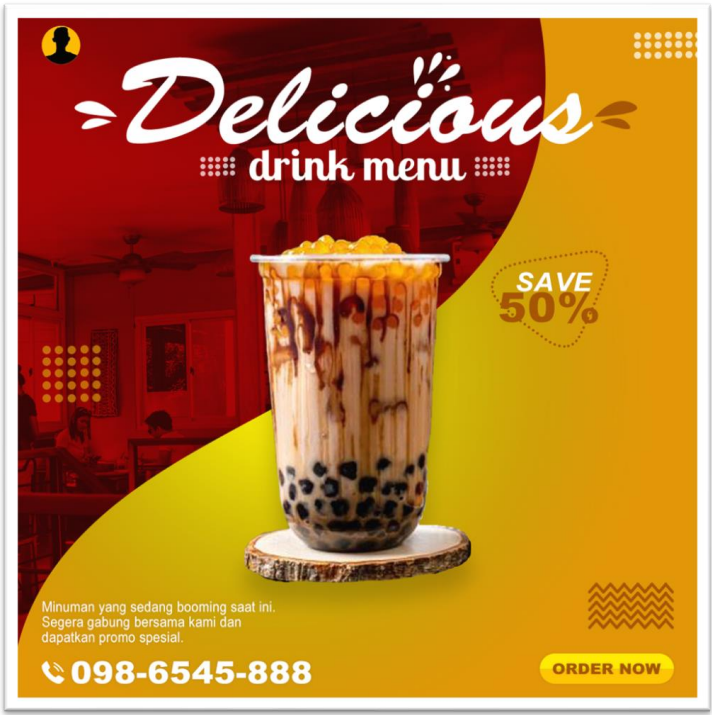 Delicious
drink menu
SAVE
50%
Minuman yang sedang booming saat ini.
Segera gabung bersama kami dan
dapatkan promo spesial.
098-6545-888
ORDER NOW